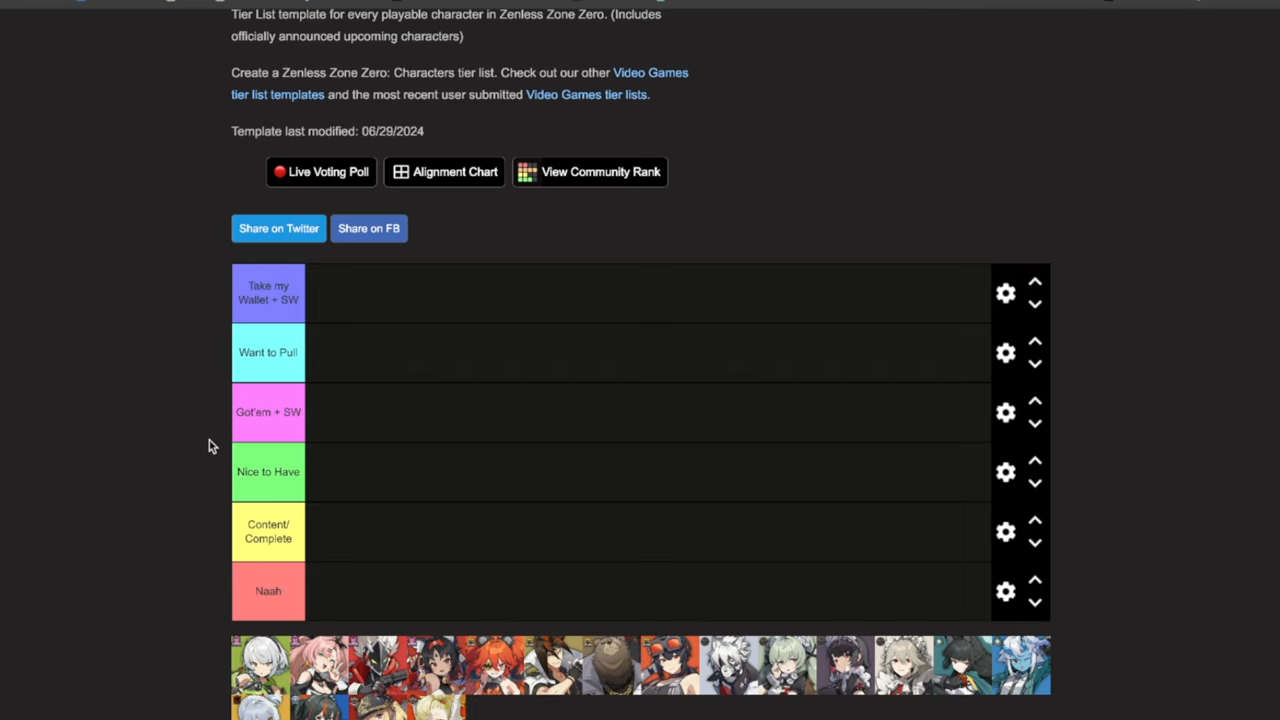 Tier List template for every playable character in Zenless Zone Zero. (Includes
officially announced upcoming characters)
Create a Zenless Zone Zero: Characters tier list. Check out our other Video Games
tier list templates and the most recent user submitted Video Games tier lists.
Template last modified: 06/29/2024
Live Voting Poll
Alignment Chart
View Community Rank
Share on Twitter
Share on FB
Take my
Wallet + SW
Want to Pull
Got'em + SW
Nice to Have
Content/
Complete
Naah